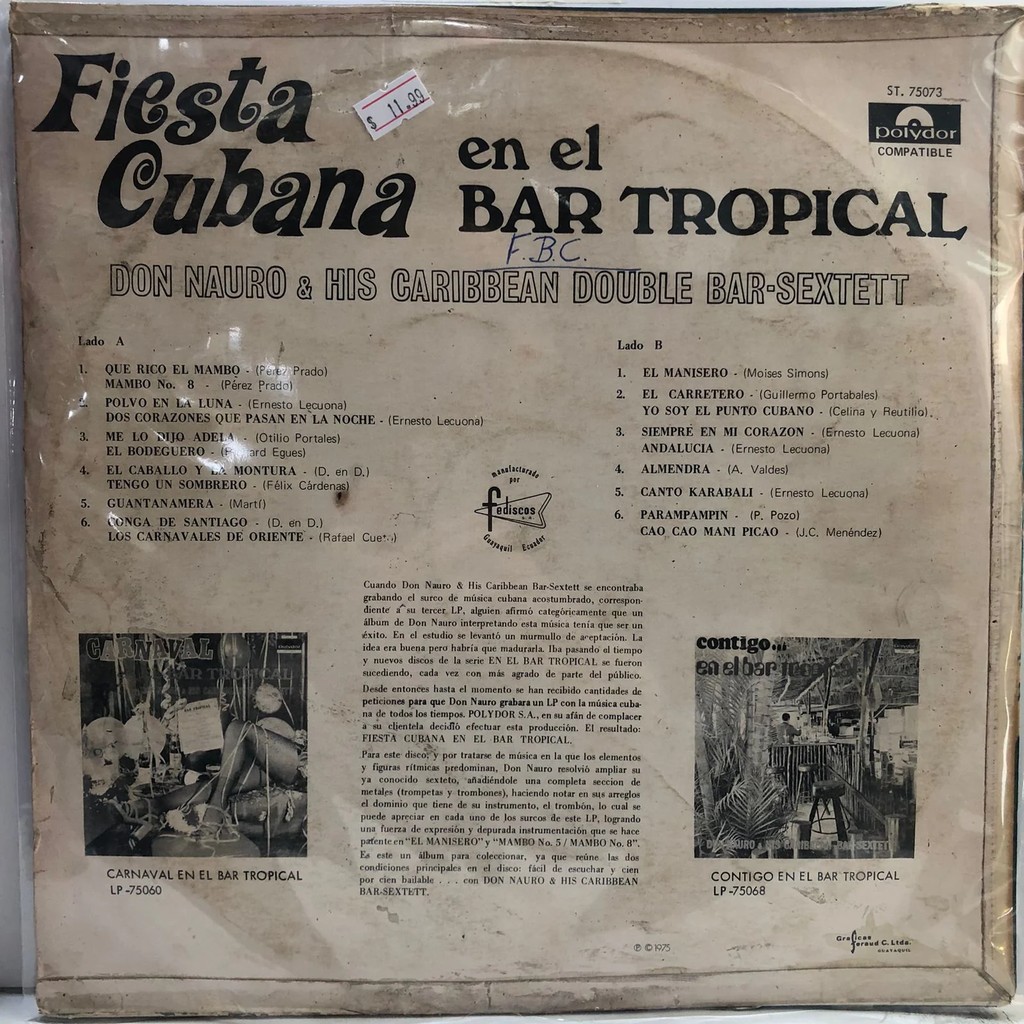 Fiesta
Cubana
en el
BAR TROPICAL
$ 11.99
ST. 75073
polydor
COMPATIBLE
F.B.C.
DON NAURO & HIS CARIBBEAN DOUBLE BAR-SEXTETT
Lado A
1. QUE RICO EL MAMBO - (Pérez Prado)
MAMBO No. 8 - (Pérez Prado)
2. POLVO EN LA LUNA - (Ernesto Lecuona)
DOS CORAZONES QUE PASAN EN LA NOCHE - (Ernesto Lecuona)
3. ME LO DIJO ADELA - (Otilio Portales)
EL BODEGUERO - (Richard Egues)
4. EL CABALLO Y LA MONTURA - (D. en D.)
TENGO UN SOMBRERO - (Félix Cárdenas)
5. GUANTANAMERA - (Martí)
6. CONGA DE SANTIAGO - (D. en D.)
LOS CARNAVALES DE ORIENTE - (Rafael
Lado B
1. EL MANISERO - (Moises Simons)
2. EL CARRETERO - (Guillermo Portabales)
YO SOY EL PUNTO CUBANO - (Celina y Reutilio).
3. SIEMPRE EN MI CORAZON - (Ernesto Lecuona)
ANDALUCIA - (Ernesto Lecuona)
4. ALMENDRA - (A. Valdes)
5. CANTO KARABALI - (Ernesto Lecuona)
6. PARAMPAMPIN - (P. Pozo)
CAO CAO MANI PICAO - (J.C. Menéndez)
manufacturado
por
fediscos
Guayaquil Ecuador
Cuando Don Nauro & His Caribbean Bar-Sextett se encontraba
grabando el surco de música cubana acostumbrado, correspon-
diente a su tercer LP, alguien afirmó categóricamente que un
álbum de Don Nauro interpretando esta música tenía que ser un
éxito. En el estudio se levantó un murmullo de aceptación. La
idea era buena pero habría que madurarla. Iba pasando el tiempo
y nuevos discos de la serie EN EL BAR TROPICAL se fueron
sucediendo, cada vez con más agrado de parte del público.
Desde entonces hasta el momento se han recibido cantidades de
peticiones para que Don Nauro grabara un LP con la música cuba-
na de todos los tiempos. POLYDOR S.A., en su afán de complacer
a su clientela decidió efectuar esta producción. El resultado:
FIESTA CUBANA EN EL BAR TROPICAL.
Para este disco, y por tratarse de música en la que los elementos
y figuras rítmicas predominan, Don Nauro resolvió ampliar su
ya conocido sexteto, añadiéndole una completa seccion de
metales (trompetas y trombones), haciendo notar en sus arreglos
el dominio que tiene de su instrumento, el trombón, lo cual se
puede apreciar en cada uno de los surcos de este LP, logrando
una fuerza de expresión y depurada instrumentación que se hace
patente en "EL MANISERO" y "MAMBO No. 5 / MAMBO No. 8".
Es este un álbum para coleccionar, ya que reúne las dos
condiciones principales en el disco: fácil de escuchar y cien
por cien bailable . . . con DON NAURO & HIS CARIBBEAN
BAR-SEXTETT.
CARNAVAL
BAR TROPICAL
CARNAVAL EN EL BAR TROPICAL
LP -75060
contigo...
en el bar tropical
DON NAURO & HIS CARIBBEAN BAR-SEXTET
CONTIGO EN EL BAR TROPICAL
LP -75068
℗ © 1975
Graficas
Feraud C. Ltda.
GUAYAQUIL